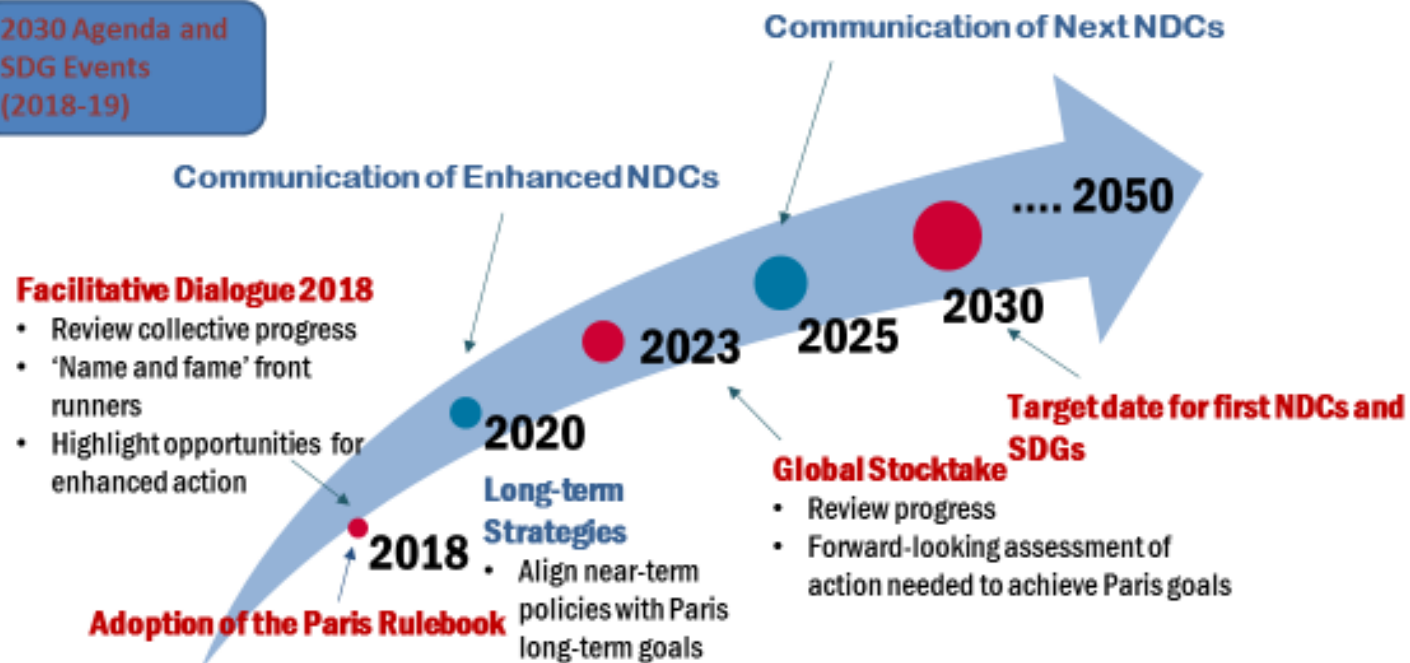 2030 Agenda and
SDG Events
(2018-19)
Communication of Next NDCs
Communication of Enhanced NDCs
.... 2050
Facilitative Dialogue 2018
• Review collective progress
• ‘Name and fame’ front
runners
• Highlight opportunities for
enhanced action
2030
2025
2023
2020
2018
Target date for first NDCs and
SDGs
Global Stocktake
• Review progress
• Forward-looking assessment of
action needed to achieve Paris goals
Long-term
Strategies
• Align near-term
policies with Paris
long-term goals
Adoption of the Paris Rulebook